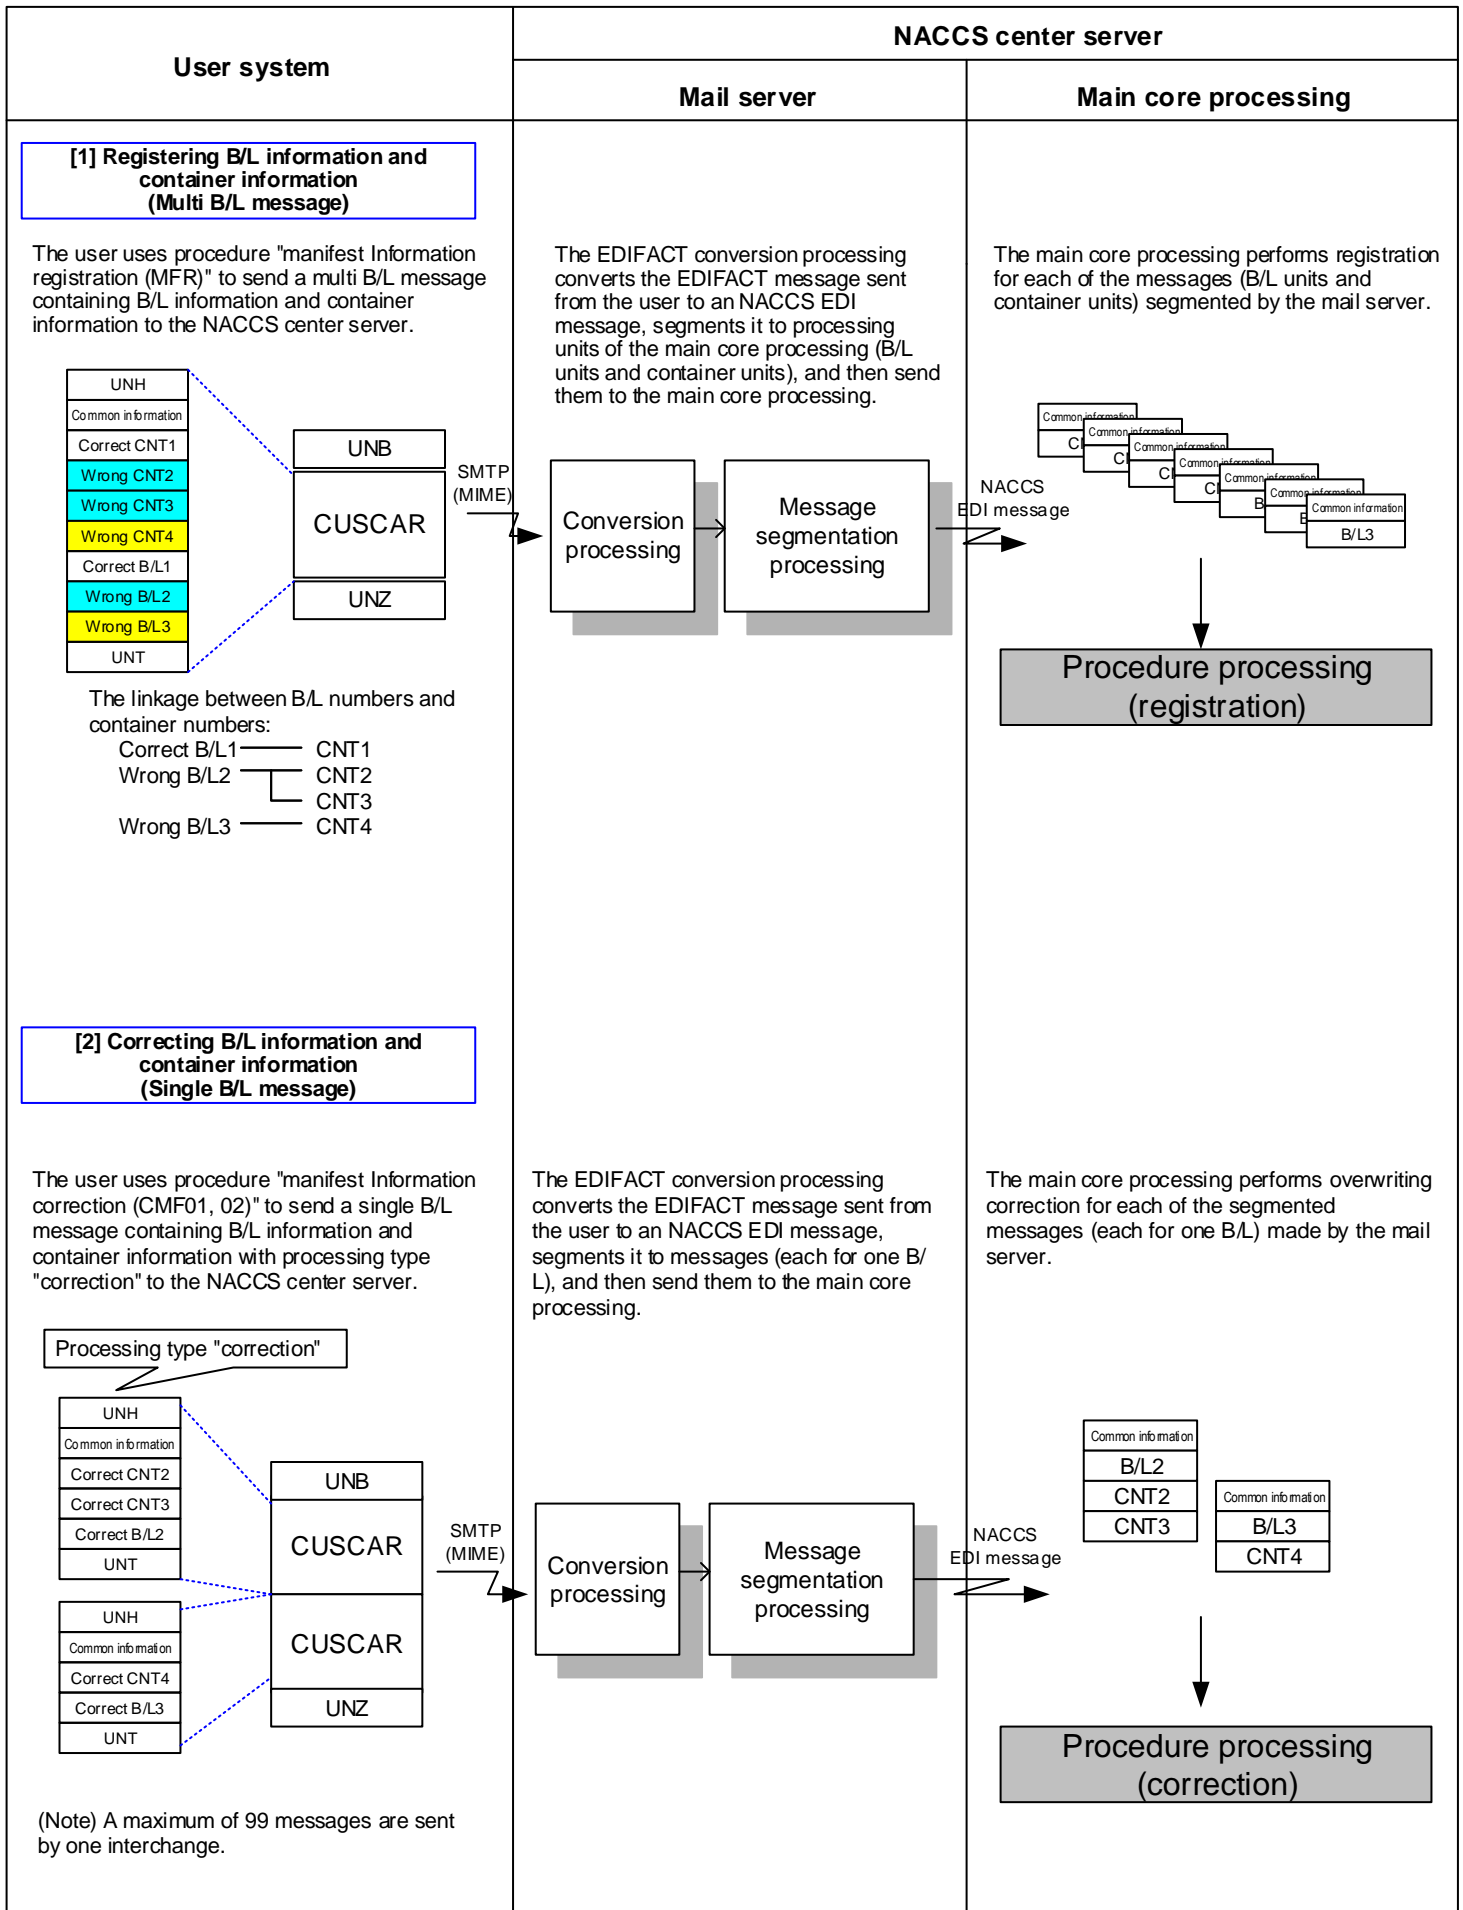 User system
NACCS center server
Mail server
Main core processing
[1] Registering B/L information and
container information
(Multi B/L message)
The user uses procedure "manifest Information
registration (MFR)" to send a multi B/L message
containing B/L information and container
information to the NACCS center server.
The EDIFACT conversion processing
converts the EDIFACT message sent
from the user to an NACCS EDI
message, segments it to processing
units of the main core processing (B/L
units and container units), and then send
them to the main core processing.
The main core processing performs registration
for each of the messages (B/L units and
container units) segmented by the mail server.
UNH
Common information
Correct CNT1
Wrong CNT2
Wrong CNT3
Wrong CNT4
Correct B/L1
Wrong B/L2
Wrong B/L3
UNT
UNB
CUSCAR
UNZ
SMTP
(MIME)
Conversion
processing
Message
segmentation
processing
NACCS
EDI message
Common information
Common information
Common information
Common information
Common information
Common information
Common information
B/L3
Procedure processing
(registration)
The linkage between B/L numbers and
container numbers:
Correct B/L1 CNT1
Wrong B/L2 CNT2
CNT3
Wrong B/L3 CNT4
[2] Correcting B/L information and
container information
(Single B/L message)
The user uses procedure "manifest Information
correction (CMF01, 02)" to send a single B/L
message containing B/L information and
container information with processing type
"correction" to the NACCS center server.
The EDIFACT conversion processing
converts the EDIFACT message sent from
the user to an NACCS EDI message,
segments it to messages (each for one B/
L), and then send them to the main core
processing.
The main core processing performs overwriting
correction for each of the segmented
messages (each for one B/L) made by the mail
server.
Processing type "correction"
UNH
Common information
Correct CNT2
Correct CNT3
Correct B/L2
UNT
UNH
Common information
Correct CNT4
Correct B/L3
UNT
UNB
CUSCAR
CUSCAR
UNZ
SMTP
(MIME)
Conversion
processing
Message
segmentation
processing
NACCS
EDI message
Common information
B/L2
CNT2
CNT3
Common information
B/L3
CNT4
Procedure processing
(correction)
(Note) A maximum of 99 messages are sent
by one interchange.